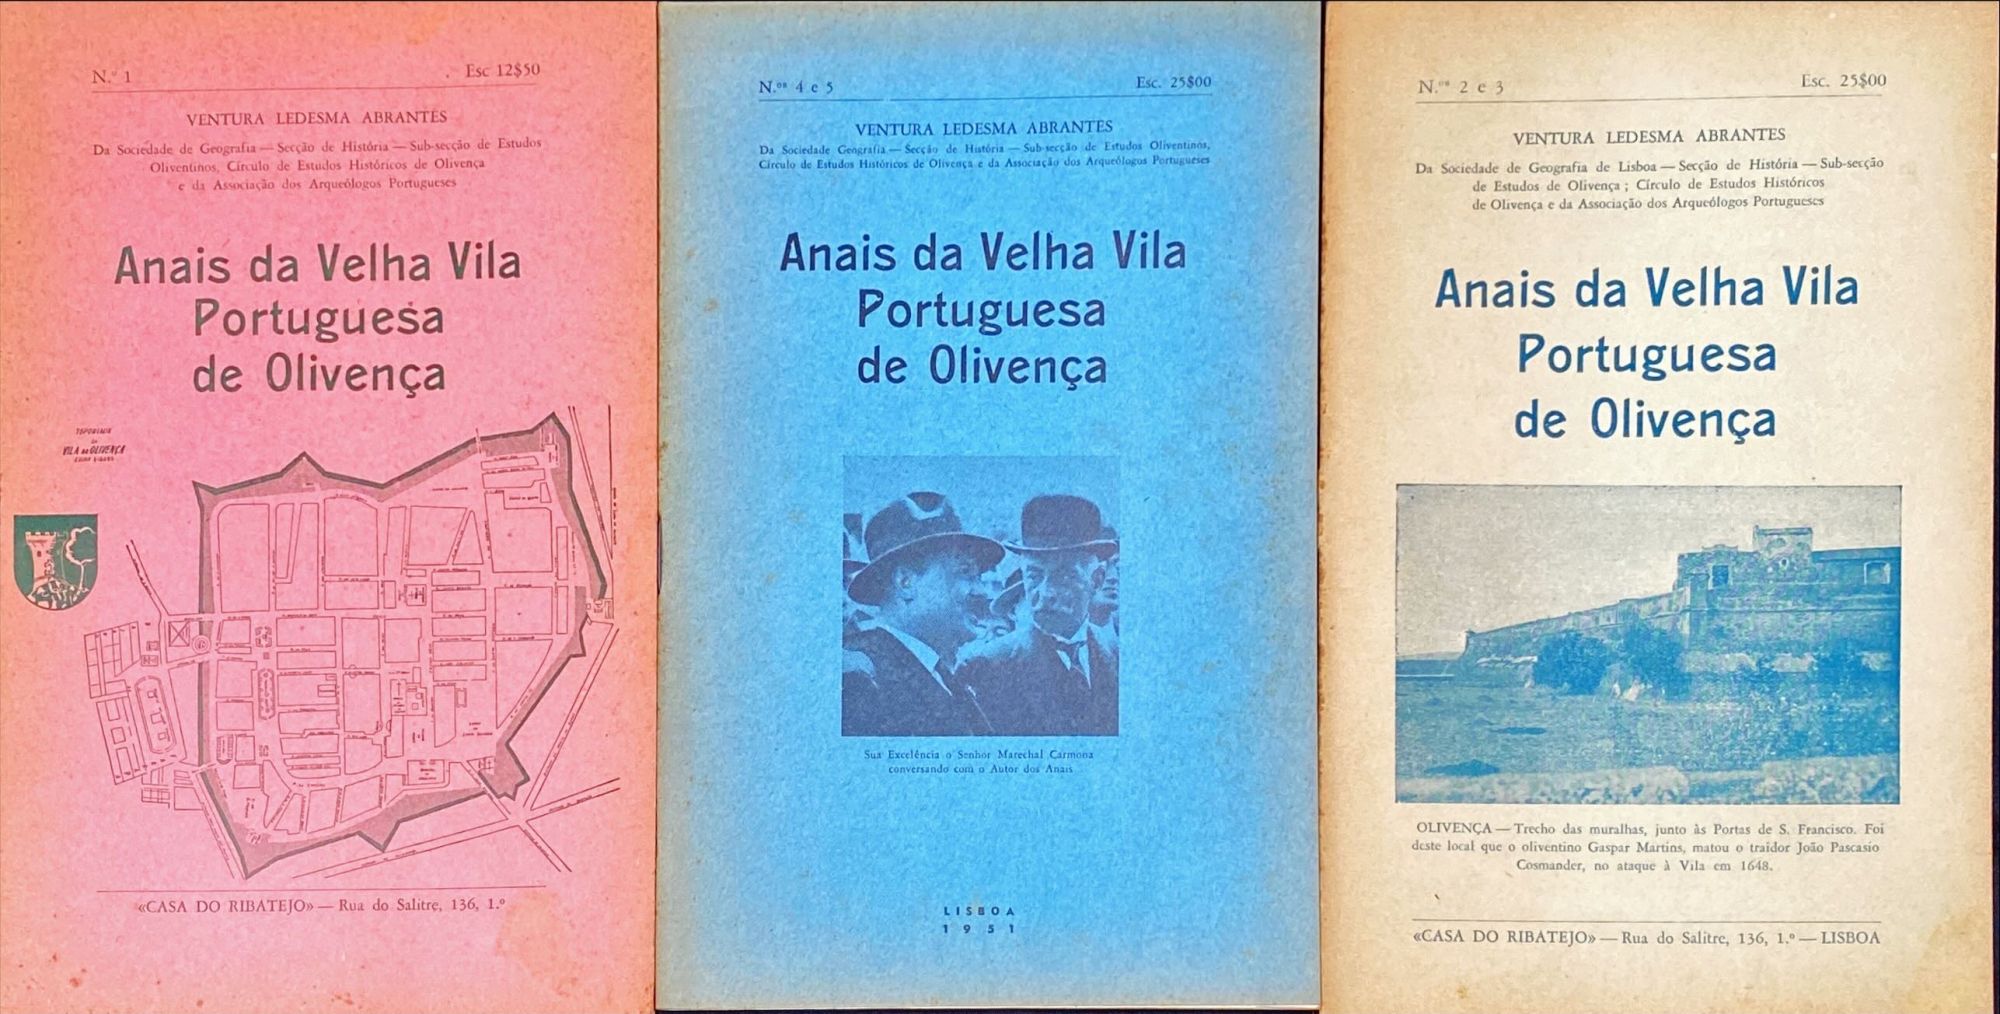 N.º 1 Esc 12$50
VENTURA LEDESMA ABRANTES
Da Sociedade de Geografia — Secção de História — Sub-secção de Estudos
Oliventinos, Círculo de Estudos Históricos de Olivença
e da Associação dos Arqueólogos Portugueses
Anais da Velha Vila
Portuguesa
de Olivença
VILA DE OLIVENÇA
«CASA DO RIBATEJO» — Rua do Salitre, 136, 1.º
N.ºs 4 e 5 Esc. 25$00
VENTURA LEDESMA ABRANTES
Da Sociedade Geografia — Secção de História — Sub-secção de Estudos Oliventinos,
Círculo de Estudos Históricos de Olivença e da Associação dos Arqueólogos Portugueses
Anais da Velha Vila
Portuguesa
de Olivença
Sua Excelência o Senhor Marechal Carmona
conversando com o Autor dos Anais
LISBOA
1951
N.ºs 2 e 3 Esc. 25$00
VENTURA LEDESMA ABRANTES
Da Sociedade de Geografia de Lisboa — Secção de História — Sub-secção
de Estudos de Olivença ; Círculo de Estudos Históricos
de Olivença e da Associação dos Arqueólogos Portugueses
Anais da Velha Vila
Portuguesa
de Olivença
OLIVENÇA — Trecho das muralhas, junto às Portas de S. Francisco. Foi
deste local que o oliventino Gaspar Martins, matou o traidor João Pascasio
Cosmander, no ataque à Vila em 1648.
«CASA DO RIBATEJO» — Rua do Salitre, 136, 1.º — LISBOA